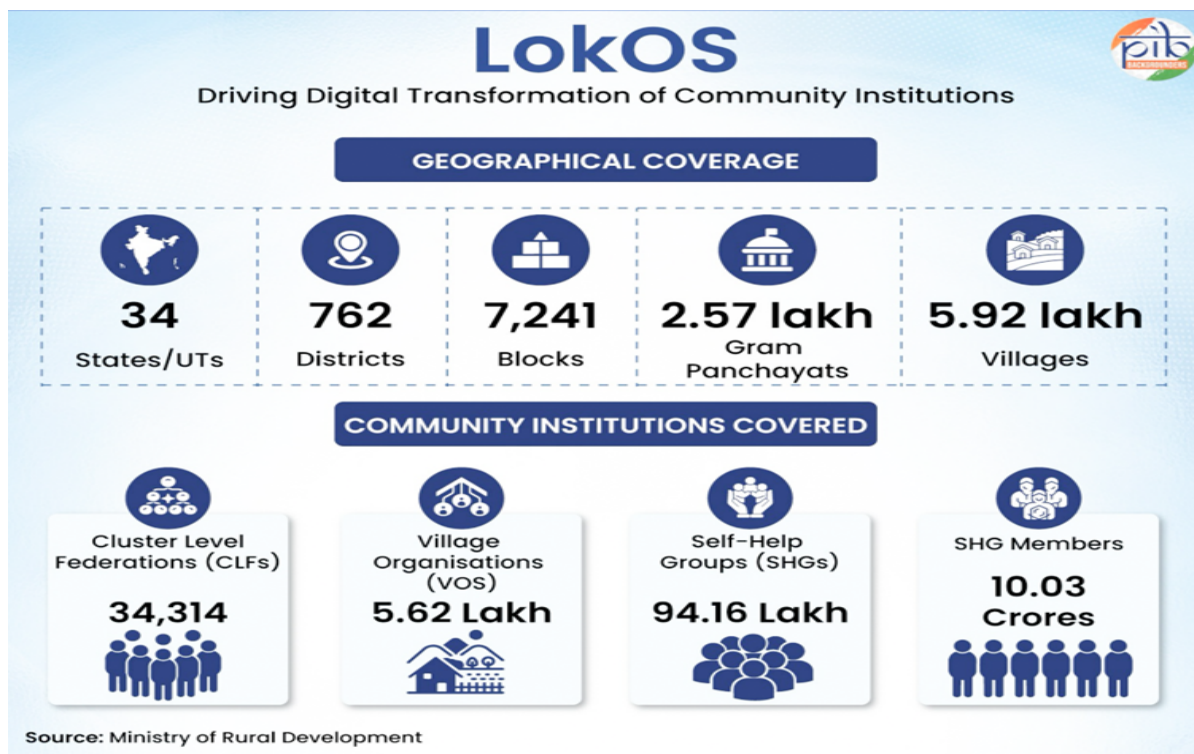 LokOS
pib
BACKGROUNDERS
Driving Digital Transformation of Community Institutions
GEOGRAPHICAL COVERAGE
34
States/UTs
762
Districts
7,241
Blocks
2.57 lakh
Gram
Panchayats
5.92 lakh
Villages
COMMUNITY INSTITUTIONS COVERED
Cluster Level
Federations (CLFs)
34,314
Village
Organisations
(VOS)
5.62 Lakh
Self-Help
Groups (SHGs)
94.16 Lakh
SHG Members
10.03
Crores
Source: Ministry of Rural Development